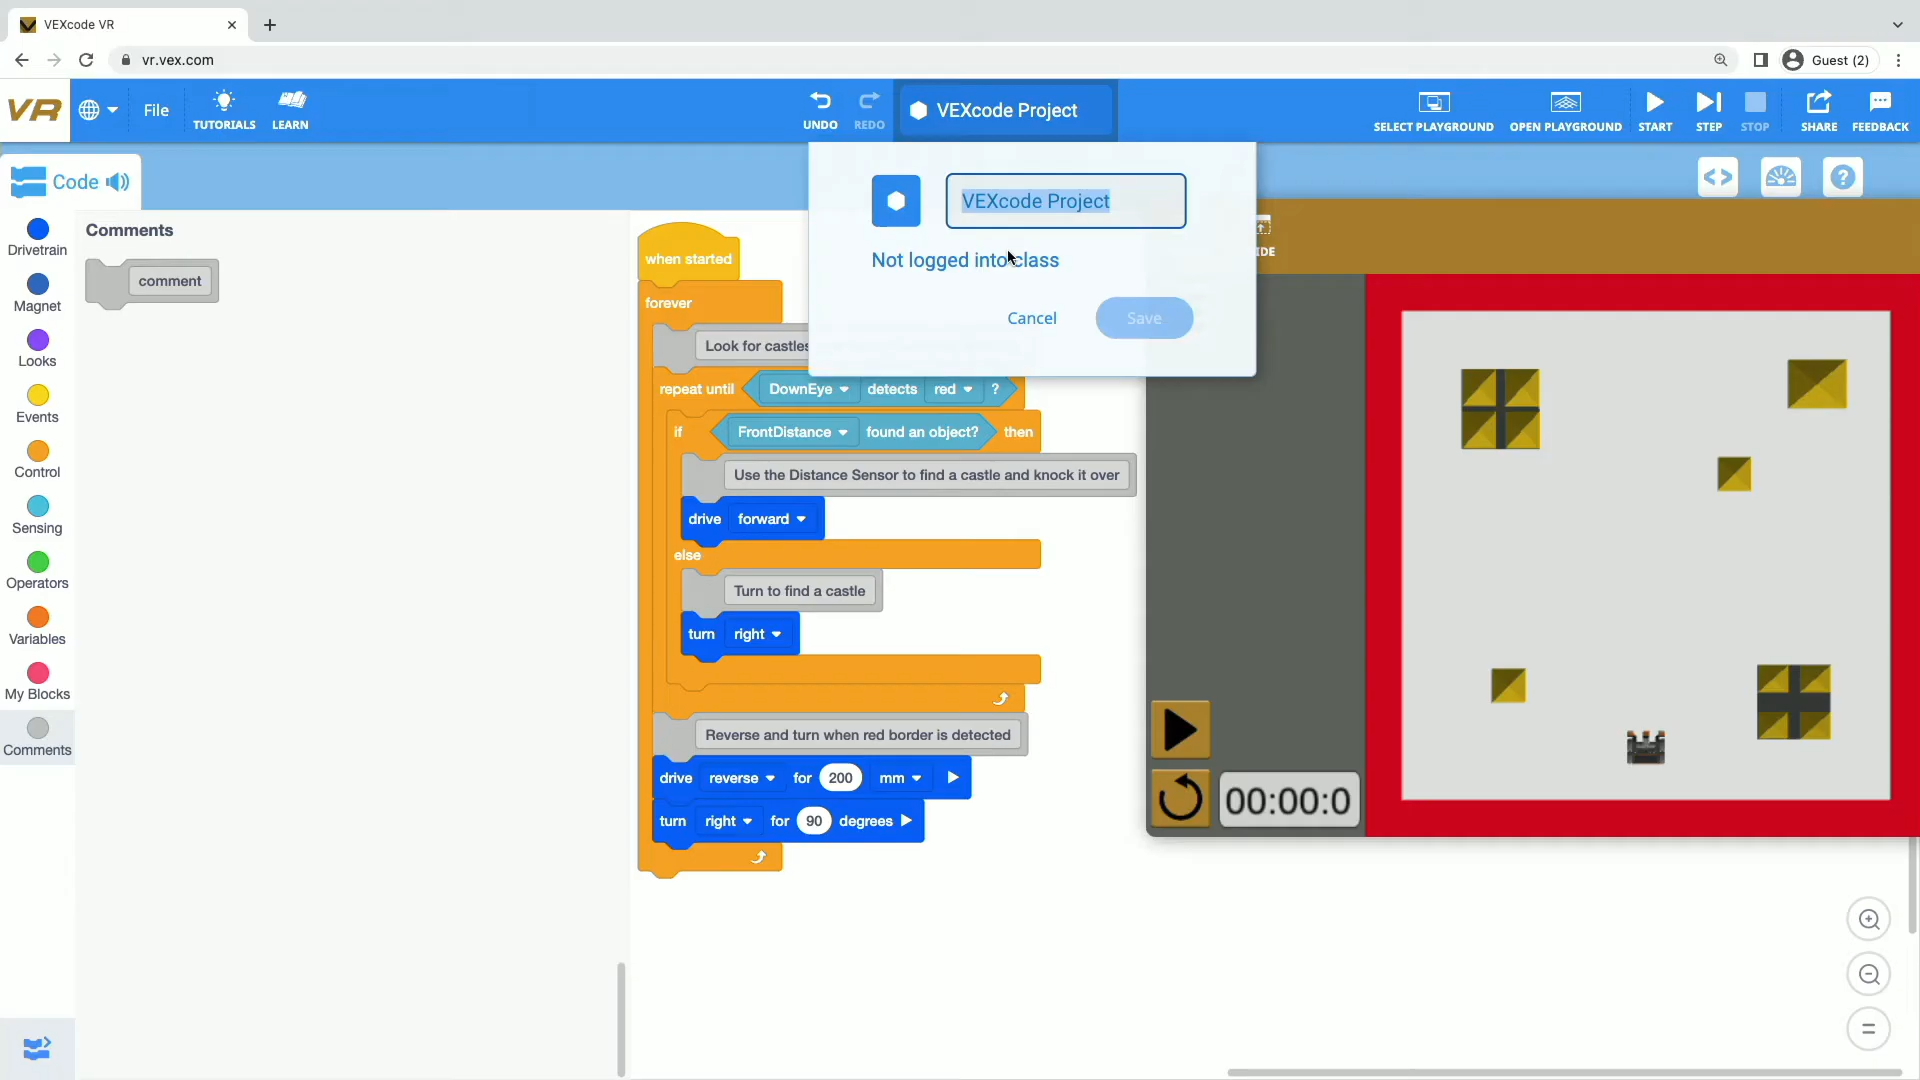 VEXcode VR
vr.vex.com
Guest (2)
VR
File
TUTORIALS
LEARN
UNDO
REDO
VEXcode Project
SELECT PLAYGROUND
OPEN PLAYGROUND
START
STEP
STOP
SHARE
FEEDBACK
Code
VEXcode Project
Not logged into class
Cancel
Save
IDE
Drivetrain
Magnet
Looks
Events
Control
Sensing
Operators
Variables
My Blocks
Comments
Comments
comment
when started
forever
Look for castles
repeat until DownEye detects red ?
if FrontDistance found an object? then
Use the Distance Sensor to find a castle and knock it over
drive forward
else
Turn to find a castle
turn right
Reverse and turn when red border is detected
drive reverse for 200 mm
turn right for 90 degrees
00:00:0